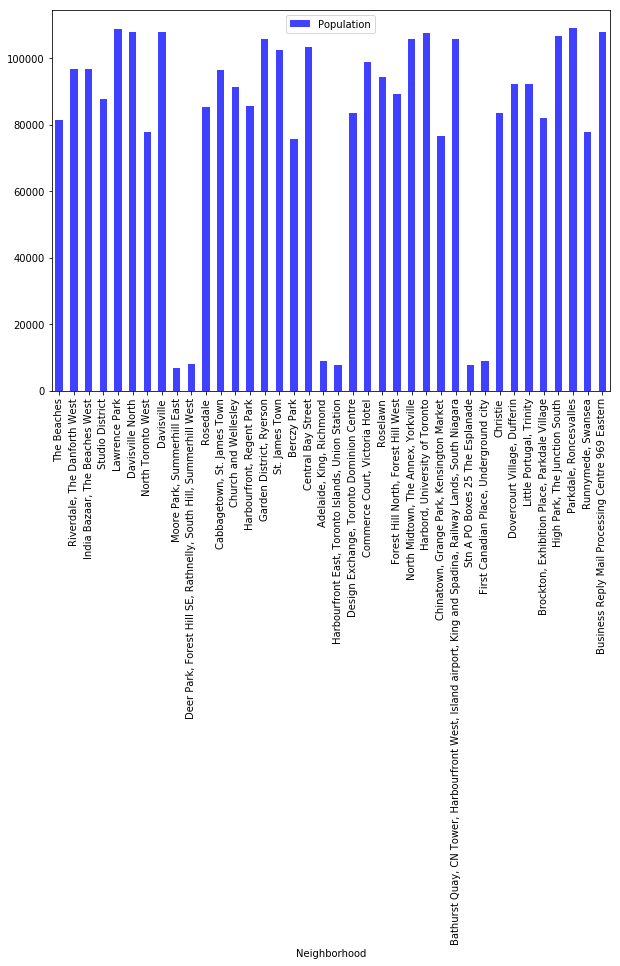 Population
100000
80000
60000
40000
20000
0
The Beaches
Riverdale, The Danforth West
India Bazaar, The Beaches West
Studio District
Lawrence Park
Davisville North
North Toronto West
Davisville
Moore Park, Summerhill East
Deer Park, Forest Hill SE, Rathnelly, South Hill, Summerhill West
Rosedale
Cabbagetown, St. James Town
Church and Wellesley
Harbourfront, Regent Park
Garden District, Ryerson
St. James Town
Berczy Park
Central Bay Street
Adelaide, King, Richmond
Harbourfront East, Toronto Islands, Union Station
Design Exchange, Toronto Dominion Centre
Commerce Court, Victoria Hotel
Roselawn
Forest Hill North, Forest Hill West
North Midtown, The Annex, Yorkville
Harbord, University of Toronto
Chinatown, Grange Park, Kensington Market
Bathurst Quay, CN Tower, Harbourfront West, Island airport, King and Spadina, Railway Lands, South Niagara
Stn A PO Boxes 25 The Esplanade
First Canadian Place, Underground city
Christie
Dovercourt Village, Dufferin
Little Portugal, Trinity
Brockton, Exhibition Place, Parkdale Village
High Park, The Junction South
Parkdale, Roncesvalles
Runnymede, Swansea
Business Reply Mail Processing Centre 969 Eastern
Neighborhood